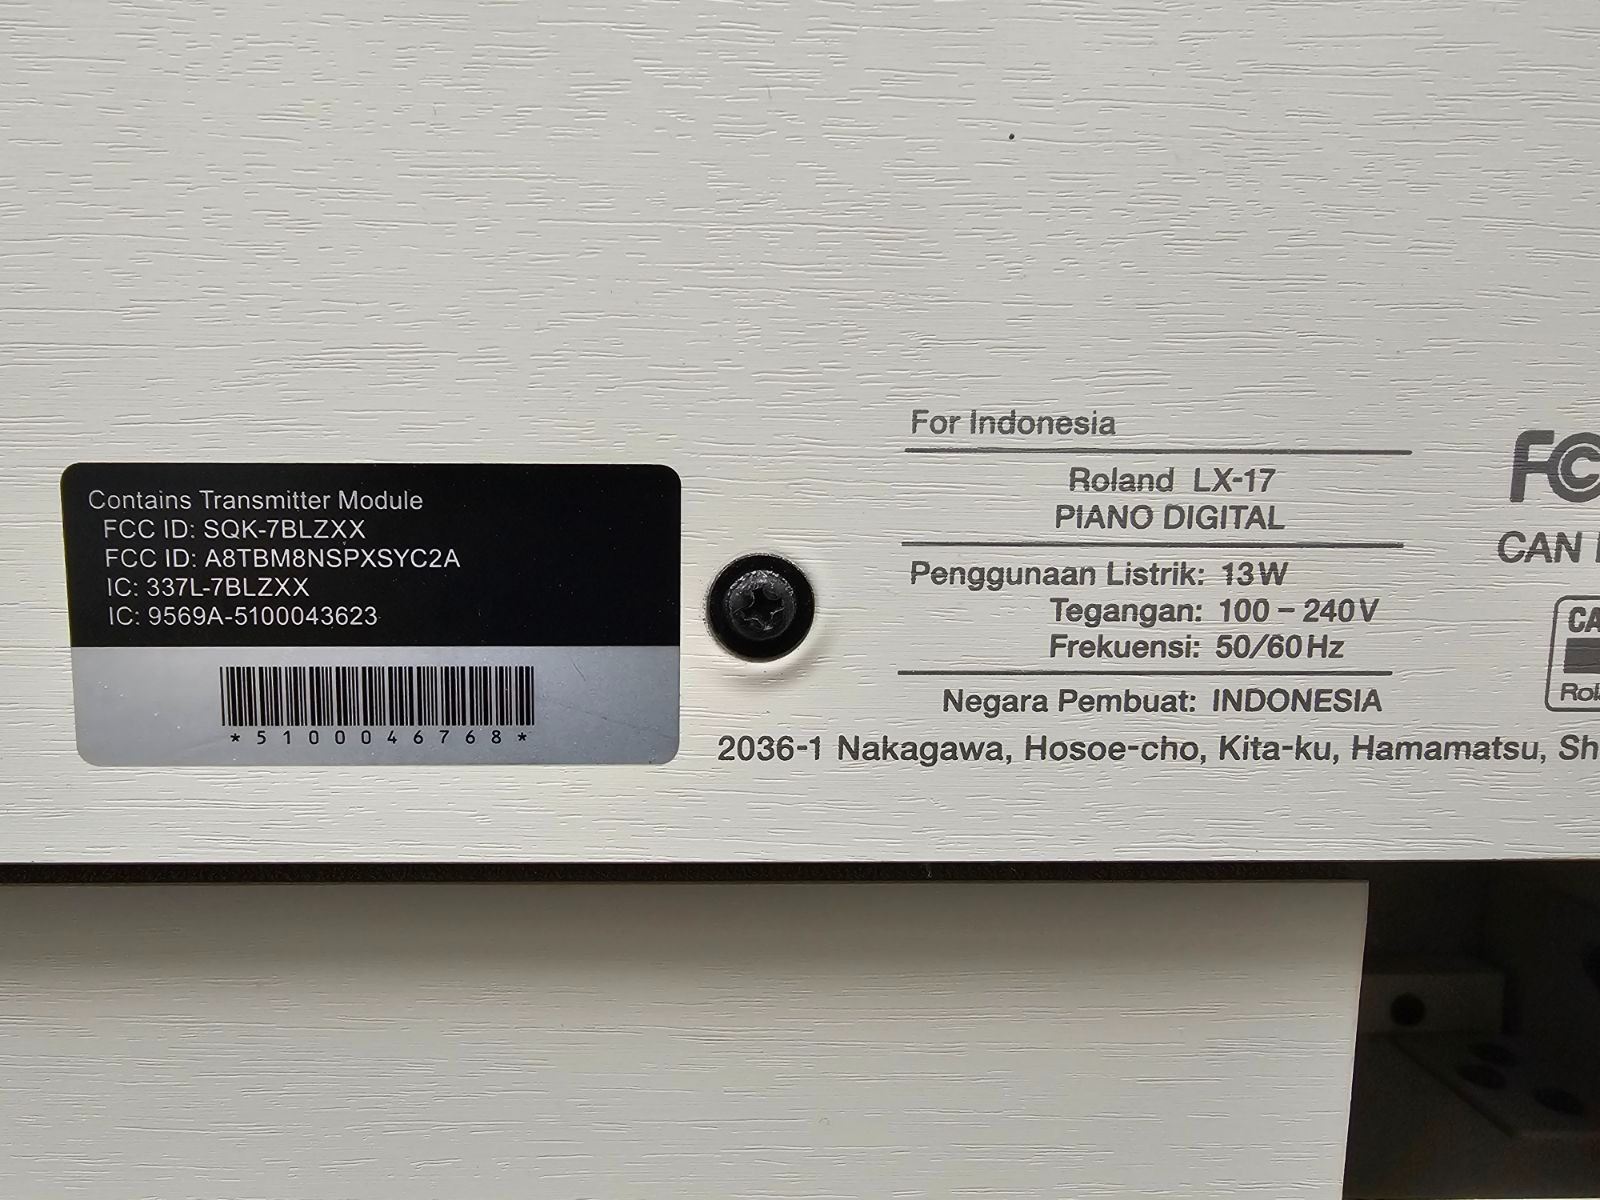 Contains Transmitter Module
FCC ID: SQK-7BLZXX
FCC ID: A8TBM8NSPXSYC2A
IC: 337L-7BLZXX
IC: 9569A-5100043623
*5100046768*
For Indonesia
Roland LX-17
PIANO DIGITAL
Penggunaan Listrik: 13W
Tegangan: 100 – 240V
Frekuensi: 50/60Hz
Negara Pembuat: INDONESIA
2036-1 Nakagawa, Hosoe-cho, Kita-ku, Hamamatsu,
FC
CAN